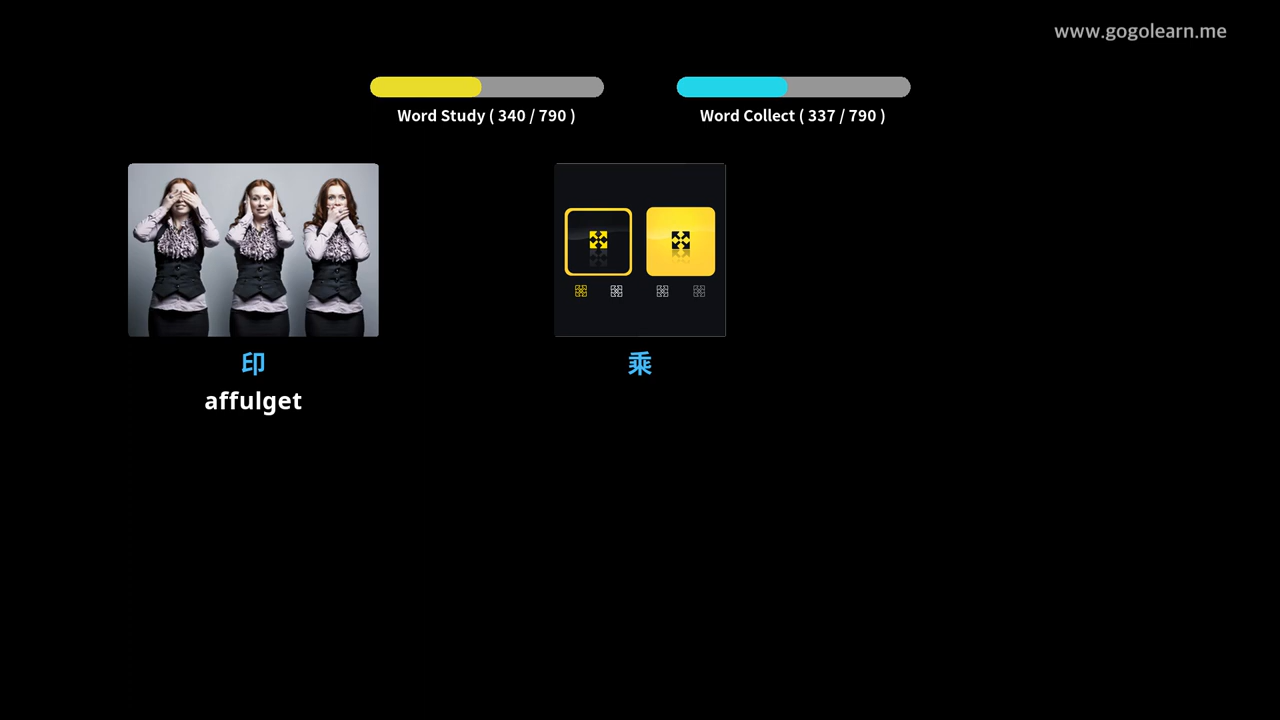 www.gogolearn.me
Word Study ( 340 / 790 )
Word Collect ( 337 / 790 )
印
affulget
乘